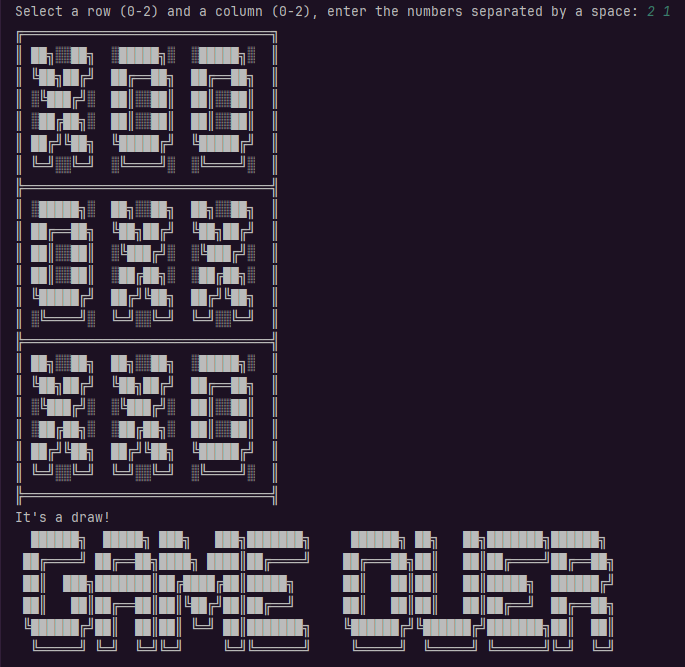 Select a row (0-2) and a column (0-2), enter the numbers separated by a space: 2 1
X O O
O X X
X X O
It's a draw!
GAME OVER